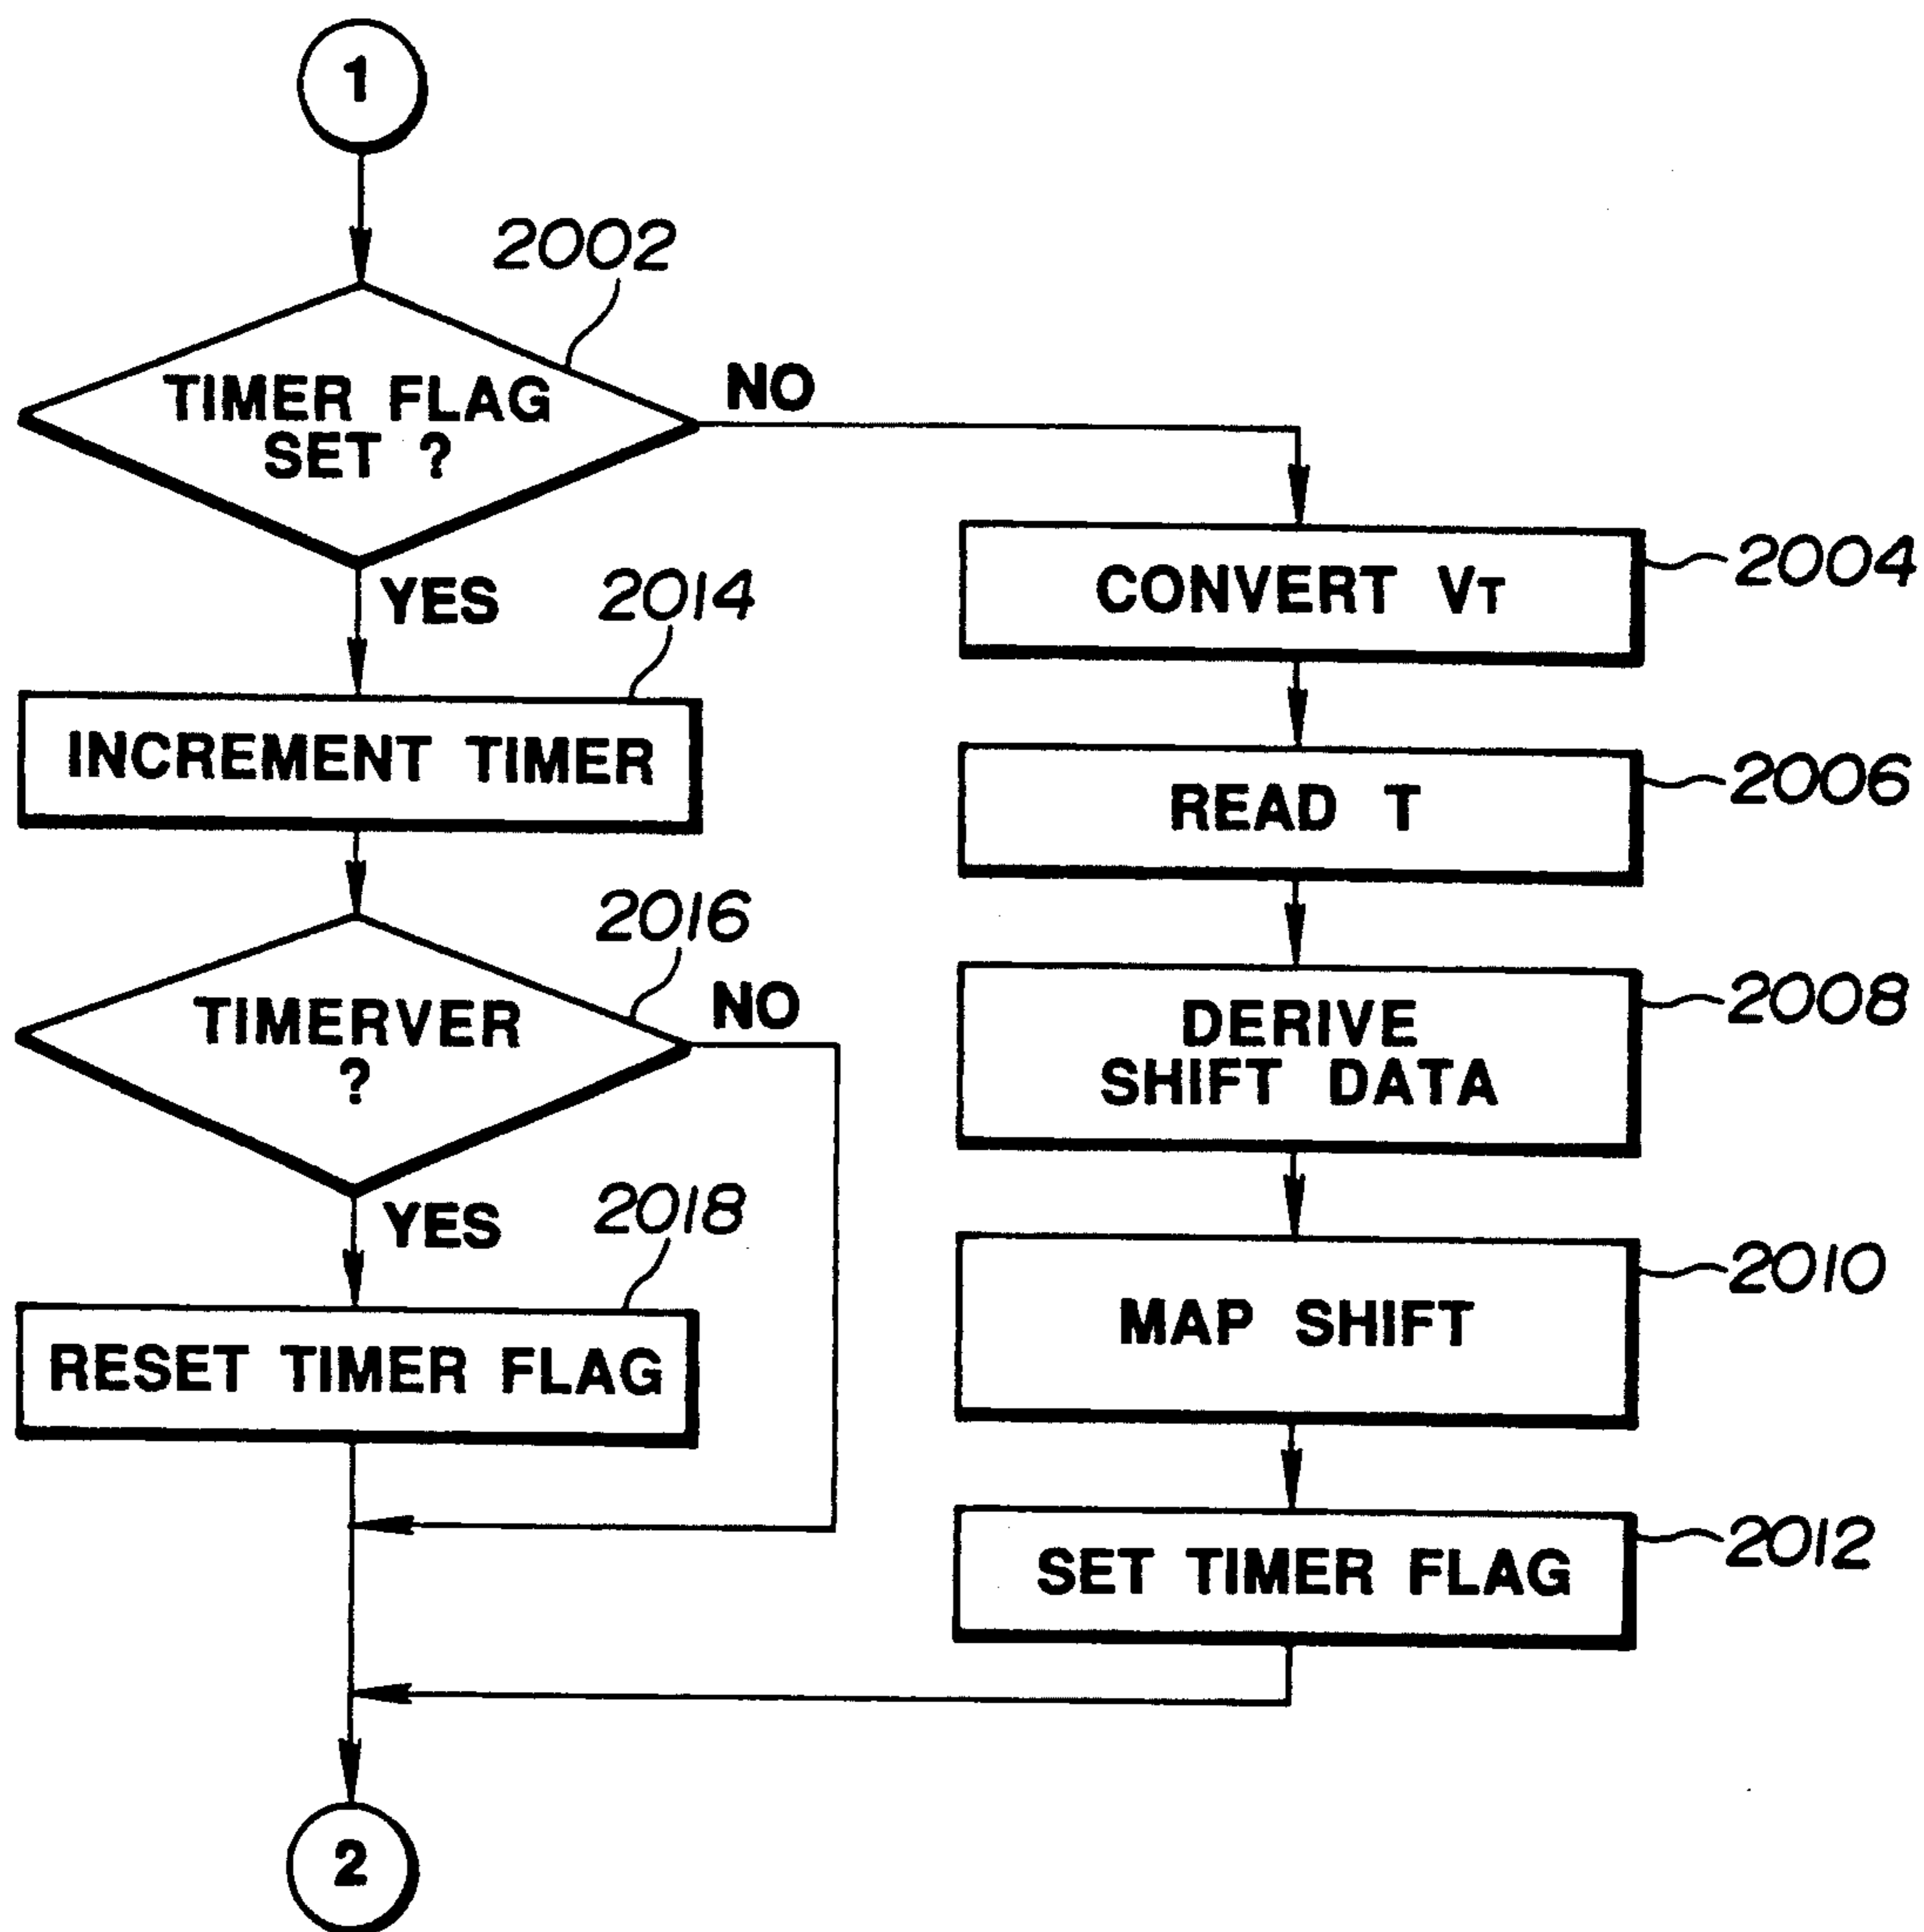 1
2002
TIMER FLAG
SET ?
NO
YES
2014
INCREMENT TIMER
2016
TIMERVER
?
NO
YES
2018
RESET TIMER FLAG
CONVERT VT
2004
READ T
2006
DERIVE
SHIFT DATA
2008
MAP SHIFT
2010
SET TIMER FLAG
2012
2